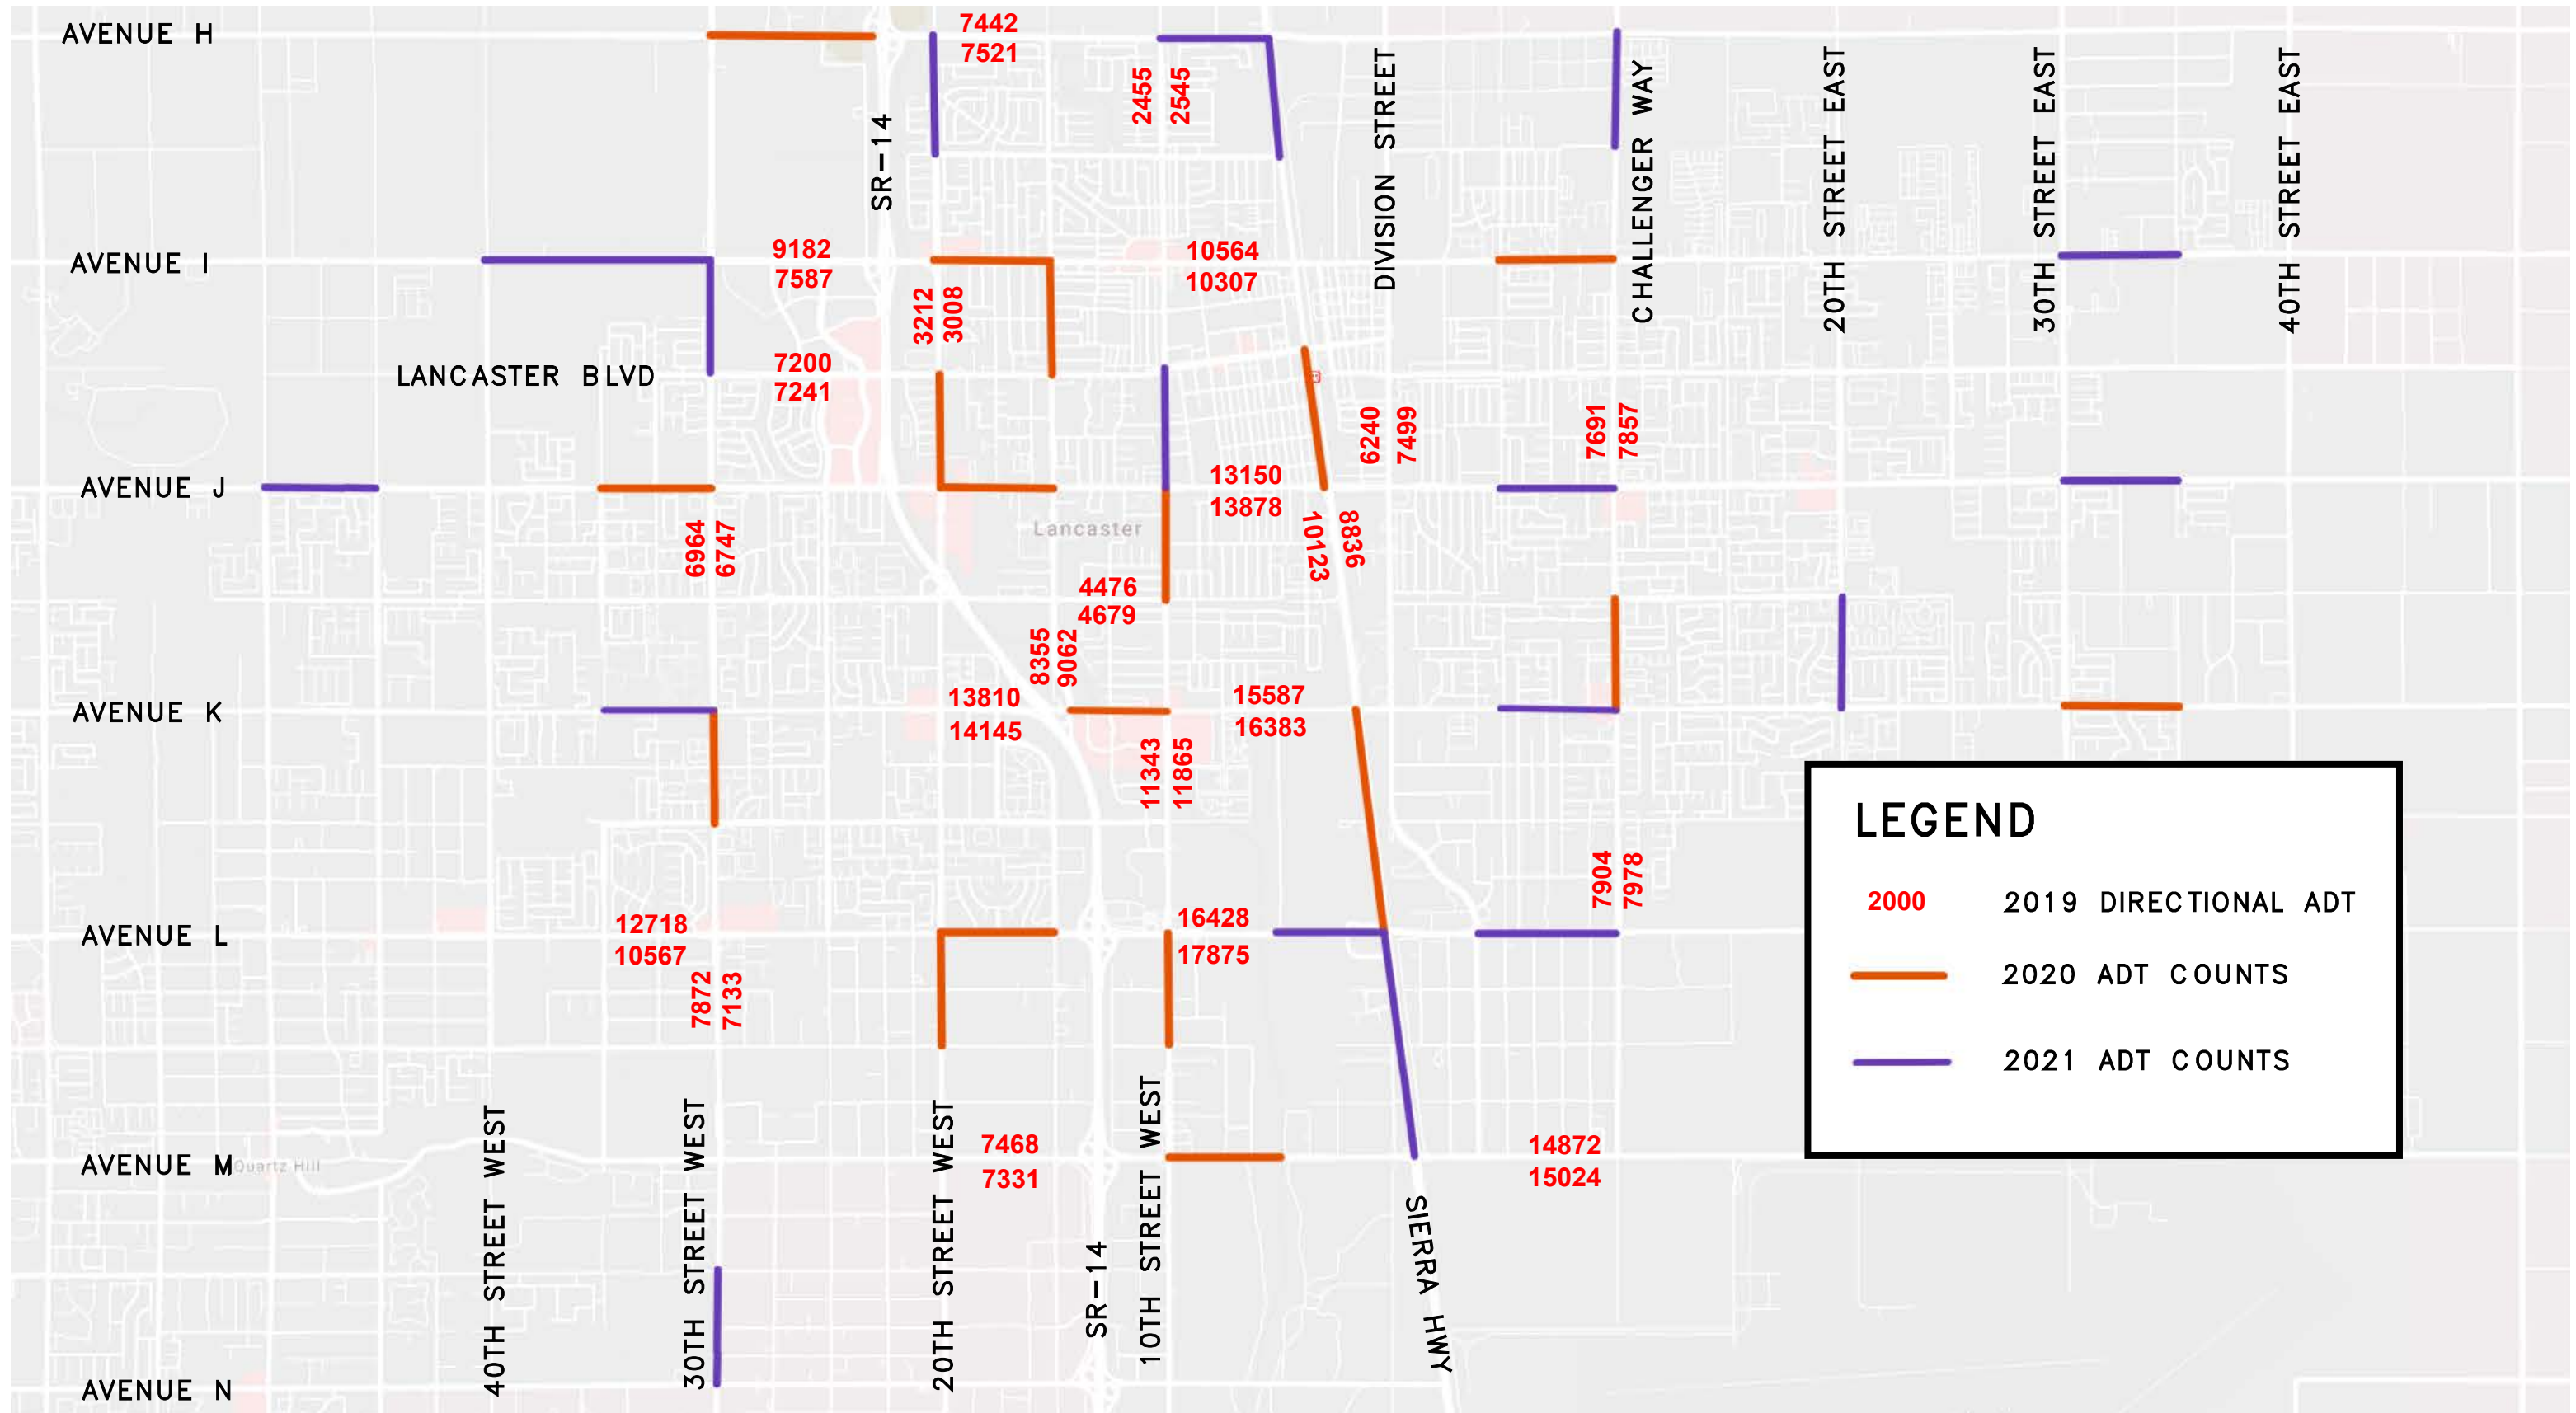 AVENUE H
7442
7521
2455
2545
DIVISION STREET
CHALLENGER WAY
20TH STREET EAST
30TH STREET EAST
40TH STREET EAST
SR-14
AVENUE I
9182
7587
10564
10307
3212
3008
LANCASTER BLVD
7200
7241
6240
7499
7691
7857
AVENUE J
13150
13878
6964
6747
Lancaster
10123
8836
4476
4679
8355
9062
AVENUE K
13810
14145
15587
16383
11343
11865
LEGEND
2000 2019 DIRECTIONAL ADT
2020 ADT COUNTS
2021 ADT COUNTS
7904
7978
AVENUE L
12718
10567
16428
17875
7872
7133
AVENUE M
Quartz Hill
7468
7331
14872
15024
40TH STREET WEST
30TH STREET WEST
20TH STREET WEST
SR-14
10TH STREET WEST
SIERRA HWY
AVENUE N